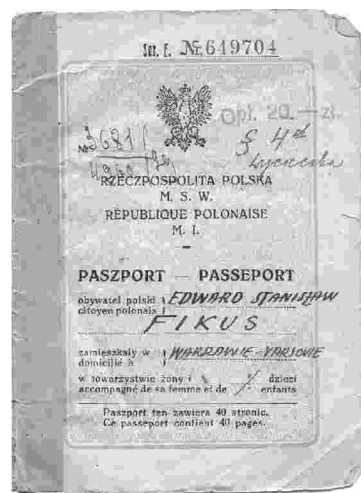 Ser. E. № 649704
Opł. 20.— zł.
RZECZPOSPOLITA POLSKA
M. S. W.
RÉPUBLIQUE POLONAISE
M. I.
PASZPORT — PASSEPORT
obywatel polski } EDWARD STANISŁAW
citoyen polonais }
FIKUS
zamieszkały w } WARSZAWIE-VARSOVIE
domicilié à }
w towarzystwie żony i dzieci
accompagné de sa femme et de enfants
Paszport ten zawiera 40 stronic.
Ce passeport contient 40 pages.